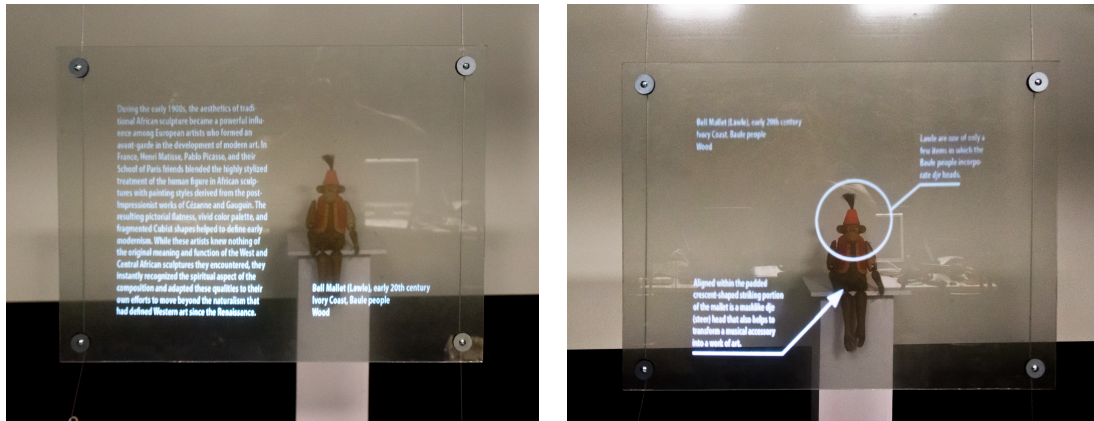 During the early 1900s, the aesthetics of tradi-
tional African sculpture became a powerful influ-
ence among European artists who formed an
avant-garde in the development of modern art. In
France, Henri Matisse, Pablo Picasso, and their
School of Paris friends blended the highly stylized
treatment of the human figure in African sculp-
tures with painting styles derived from the post-
Impressionist works of Cézanne and Gauguin. The
resulting pictorial flatness, vivid color palette, and
fragmented Cubist shapes helped to define early
modernism. While these artists knew nothing of
the original meaning and function of the West and
Central African sculptures they encountered, they
instantly recognized the spiritual aspect of the
composition and adapted these qualities to their
own efforts to move beyond the naturalism that
had defined Western art since the Renaissance.
Bell Mallet (Lawle), early 20th century
Ivory Coast, Baule people
Wood
Bell Mallet (Lawle), early 20th century
Ivory Coast, Baule people
Wood
Lawle are one of only a
few items in which the
Baule people incorpo-
rate dje heads.
Aligned within the padded
crescent-shaped striking portion
of the mallet is a masklike dje
(steer) head that also helps to
transform a musical accessory
into a work of art.